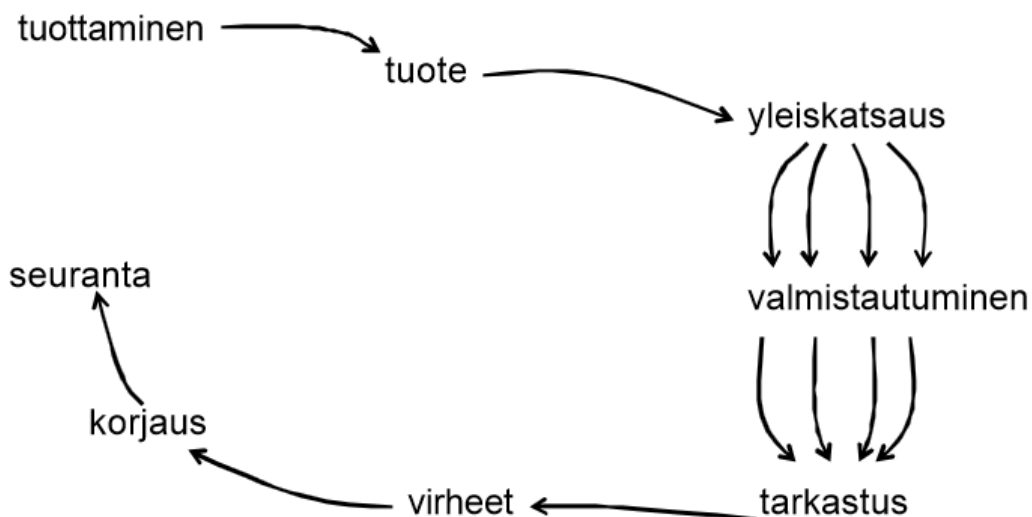 tuottaminen
tuote
yleiskatsaus
valmistautuminen
tarkastus
virheet
korjaus
seuranta